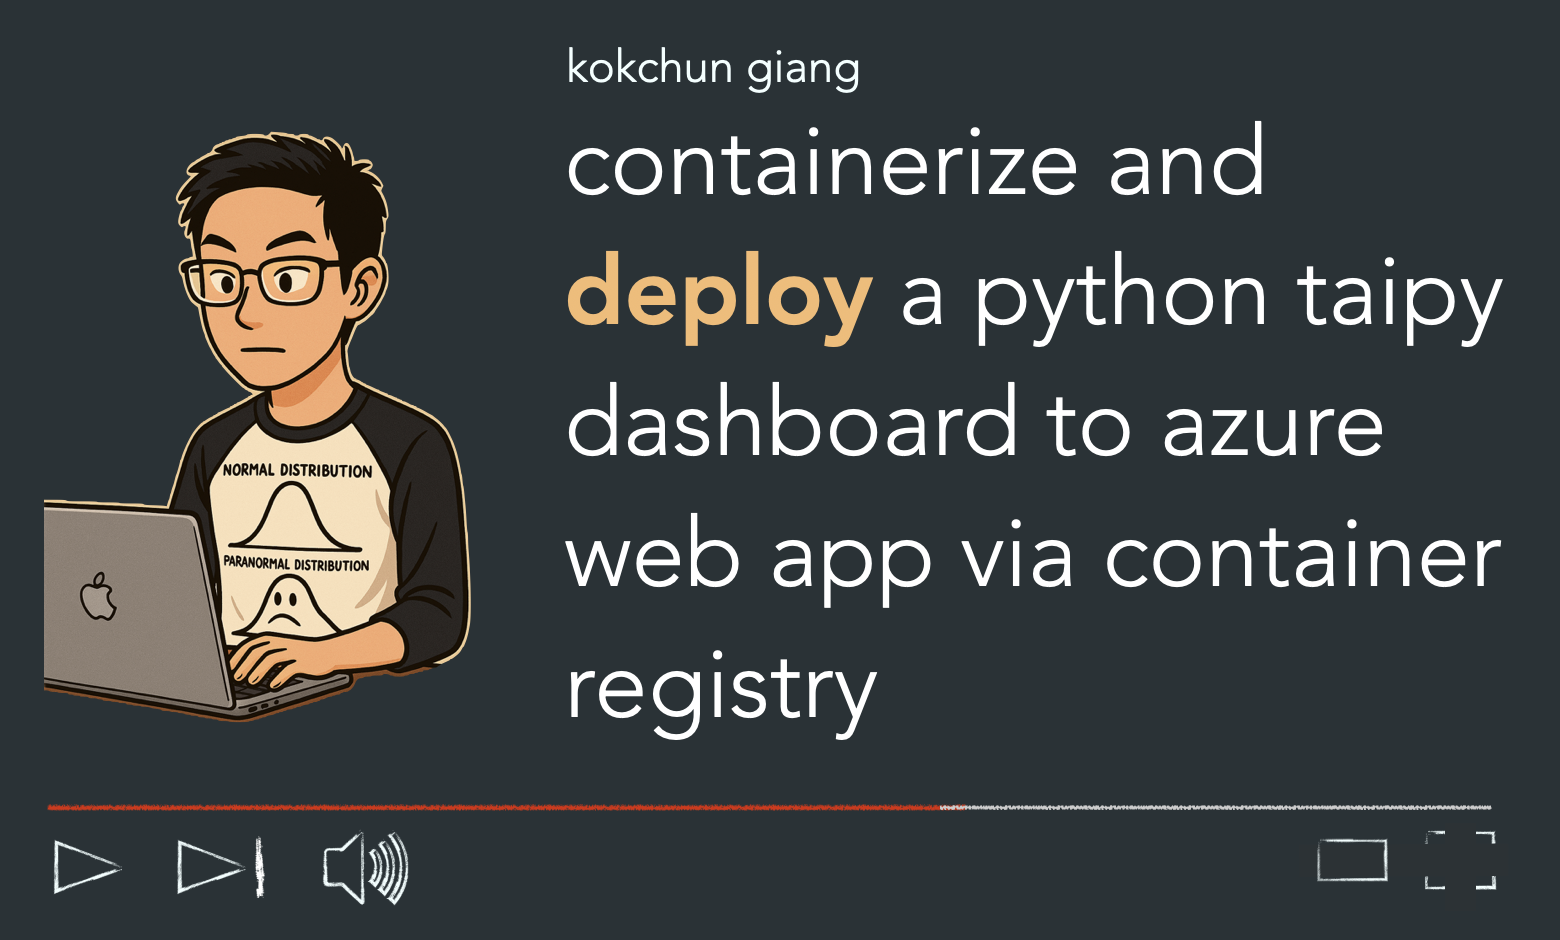 kokchun giang
containerize and
deploy a python taipy
dashboard to azure
web app via container
registry
NORMAL DISTRIBUTION
PARANORMAL DISTRIBUTION